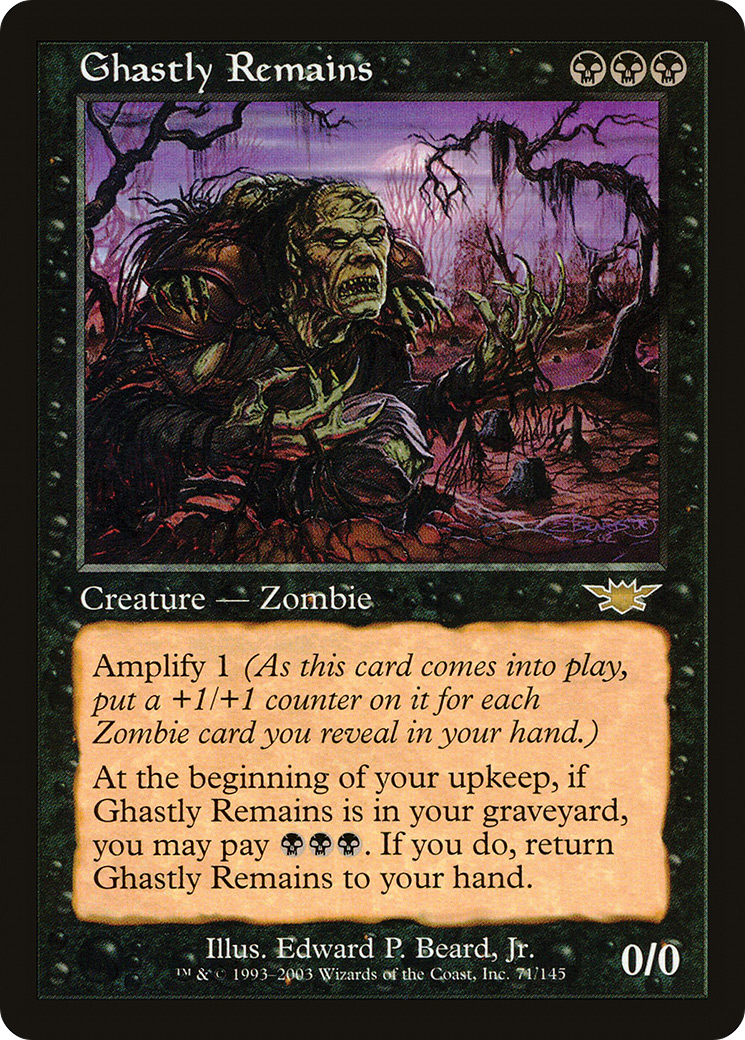 Ghastly Remains
Creature — Zombie
Amplify 1 (As this card comes into play,
put a +1/+1 counter on it for each
Zombie card you reveal in your hand.)
At the beginning of your upkeep, if
Ghastly Remains is in your graveyard,
you may pay . If you do, return
Ghastly Remains to your hand.
Illus. Edward P. Beard, Jr.
™ & © 1993–2003 Wizards of the Coast, Inc. 71/145
0/0